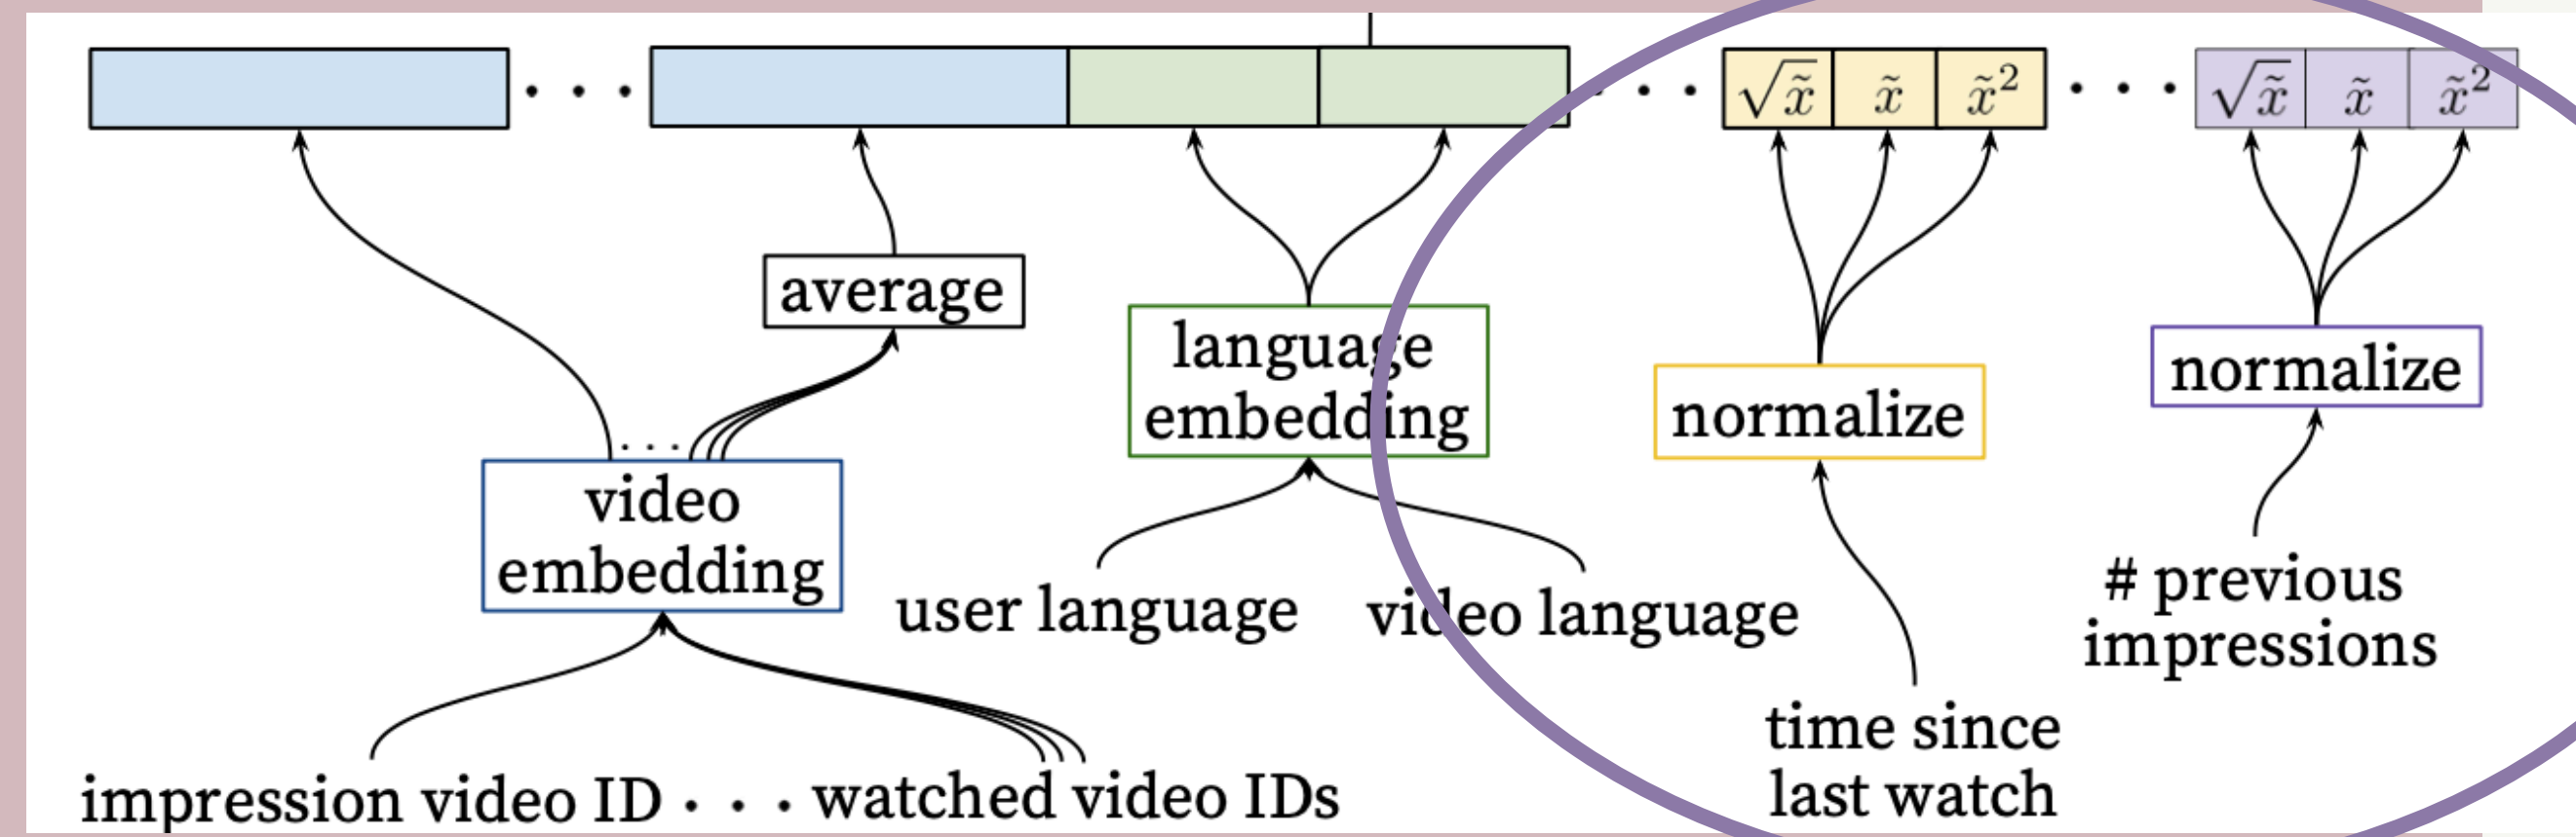 √x̃ x̃ x̃² √x̃ x̃ x̃²
average
language
embedding
normalize
normalize
video
embedding
user language
video language
# previous
impressions
time since
last watch
impression video ID . . . watched video IDs